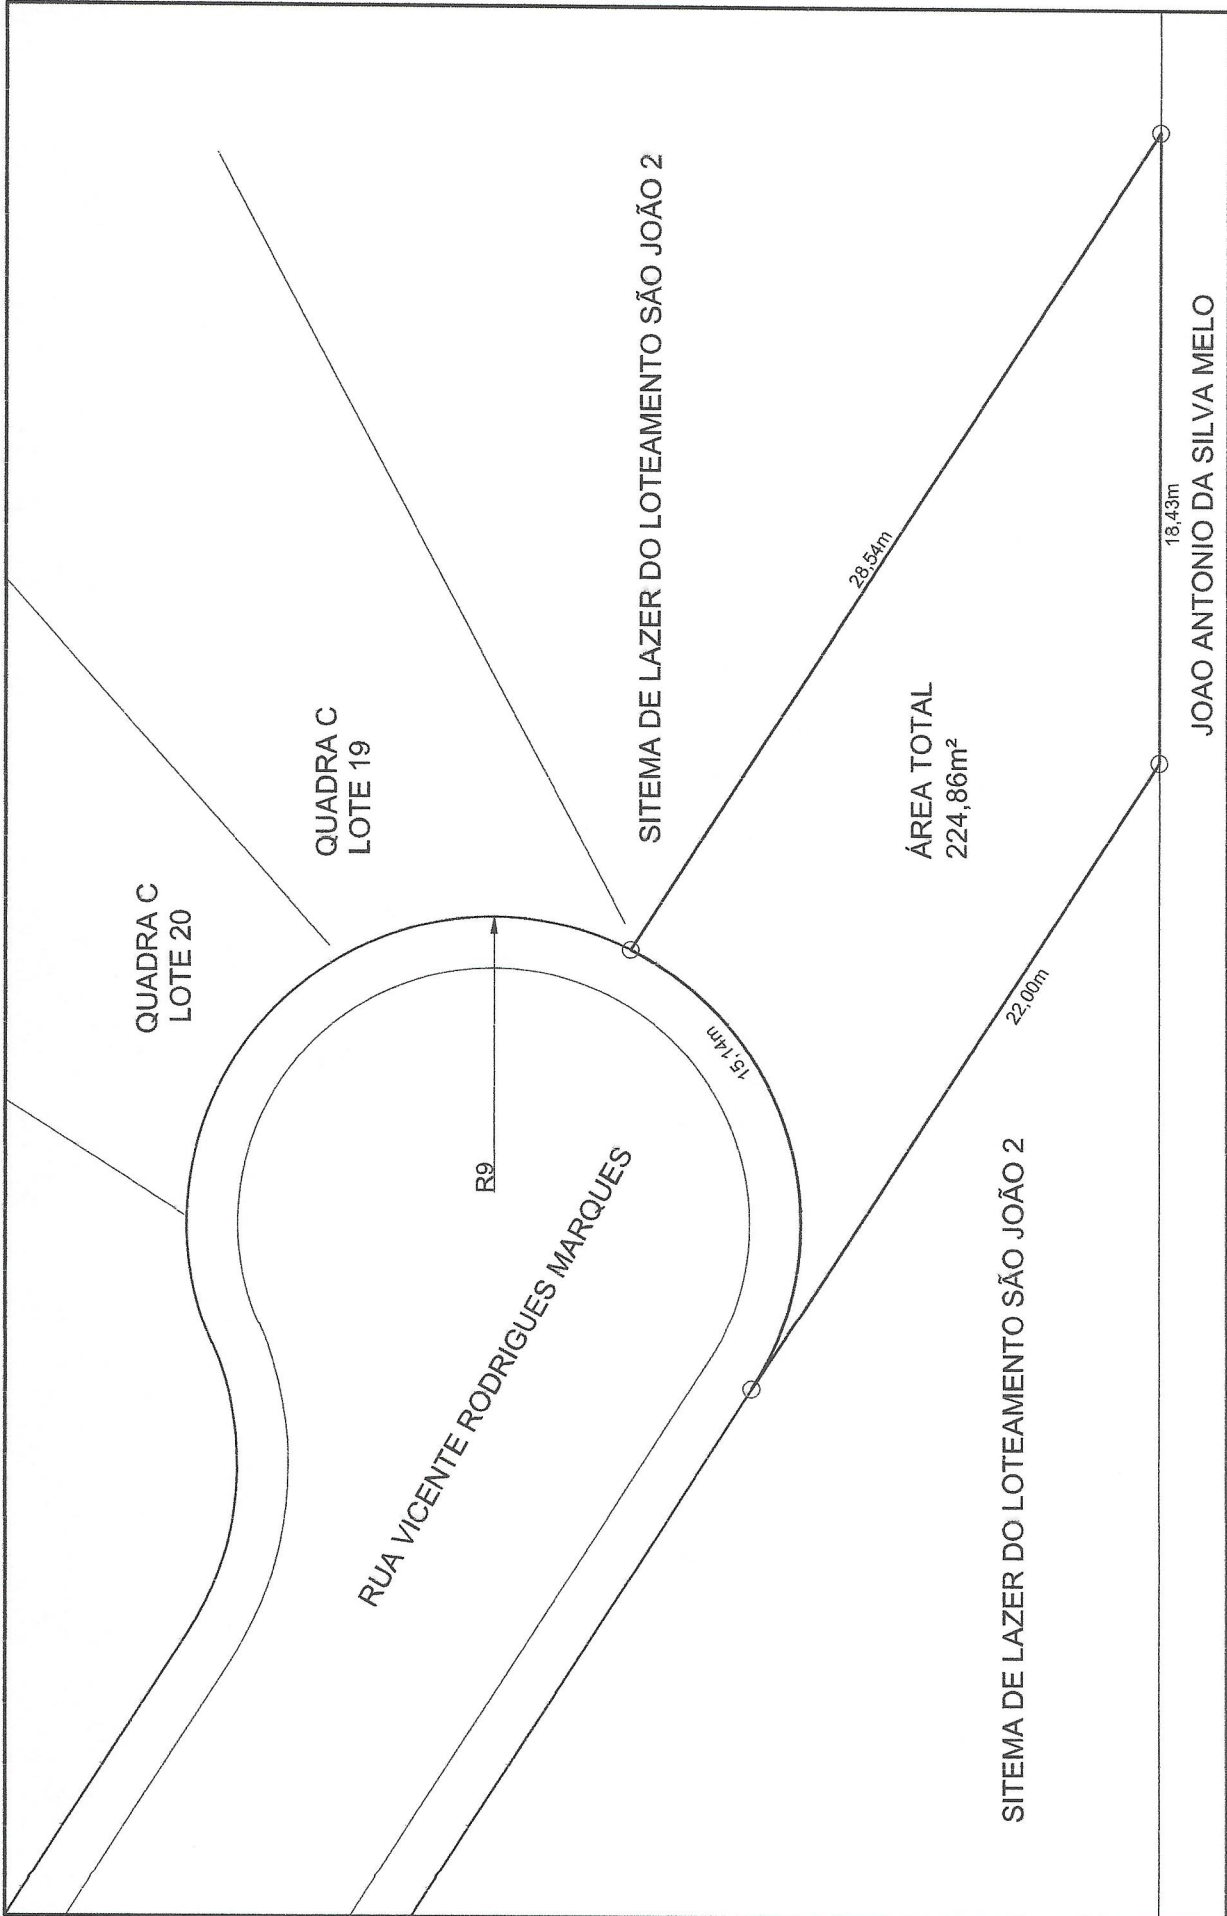 QUADRA C
LOTE 20
QUADRA C
LOTE 19
R9
RUA VICENTE RODRIGUES MARQUES
SITEMA DE LAZER DO LOTEAMENTO SÃO JOÃO 2
15,14m
28,54m
ÁREA TOTAL
224,86m²
22,00m
SITEMA DE LAZER DO LOTEAMENTO SÃO JOÃO 2
18,43m
JOAO ANTONIO DA SILVA MELO